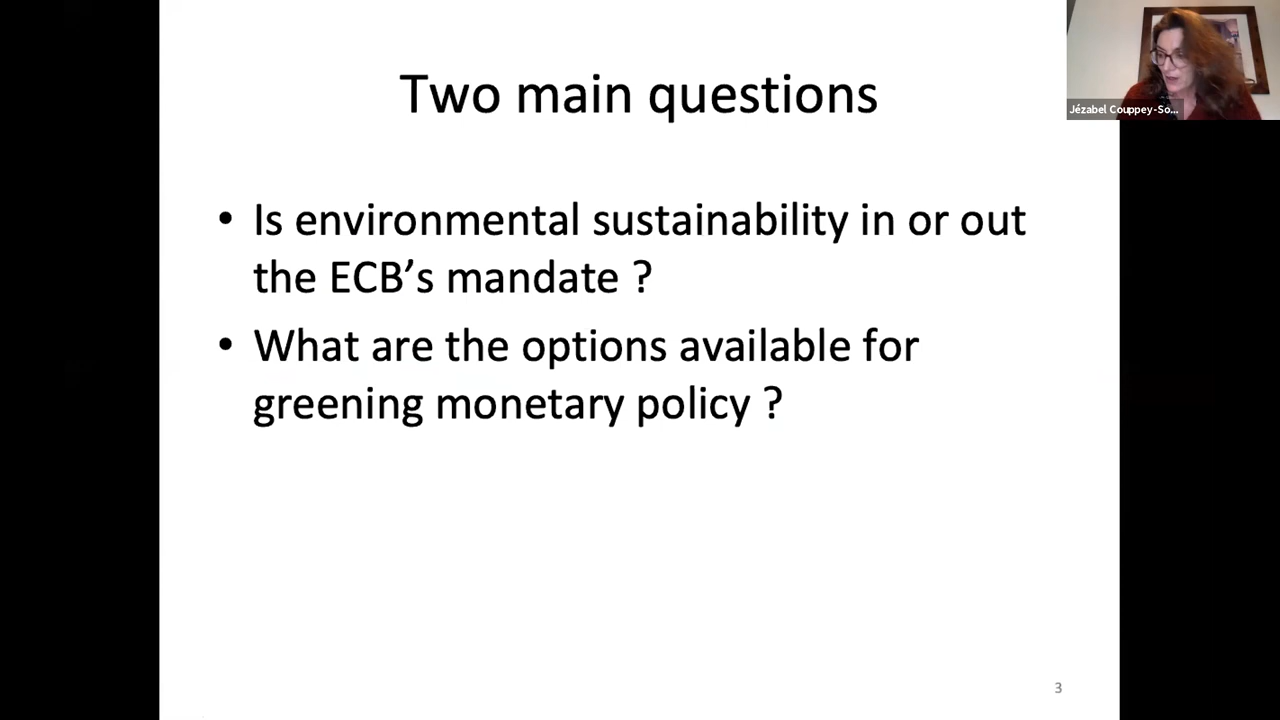 Two main questions
Jézabel Couppey-So...
• Is environmental sustainability in or out
the ECB’s mandate ?
• What are the options available for
greening monetary policy ?
3